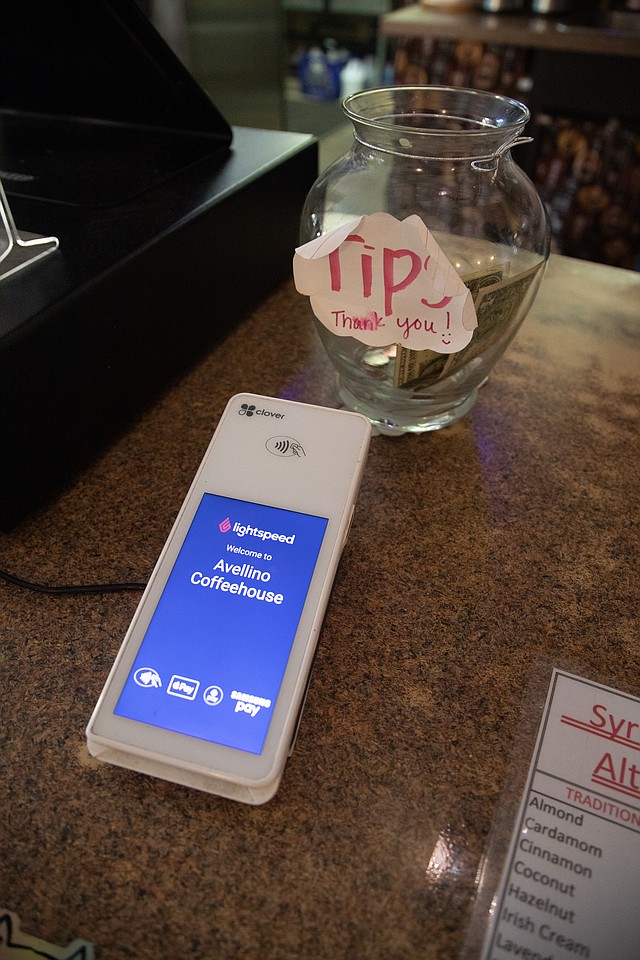 Tips
Thank you!
clover
lightspeed
Welcome to
Avellino
Coffeehouse
Pay
SAMSUNG
pay
Syr
Alt
TRADITION
Almond
Cardamom
Cinnamon
Coconut
Hazelnut
Irish Cream
Lavend